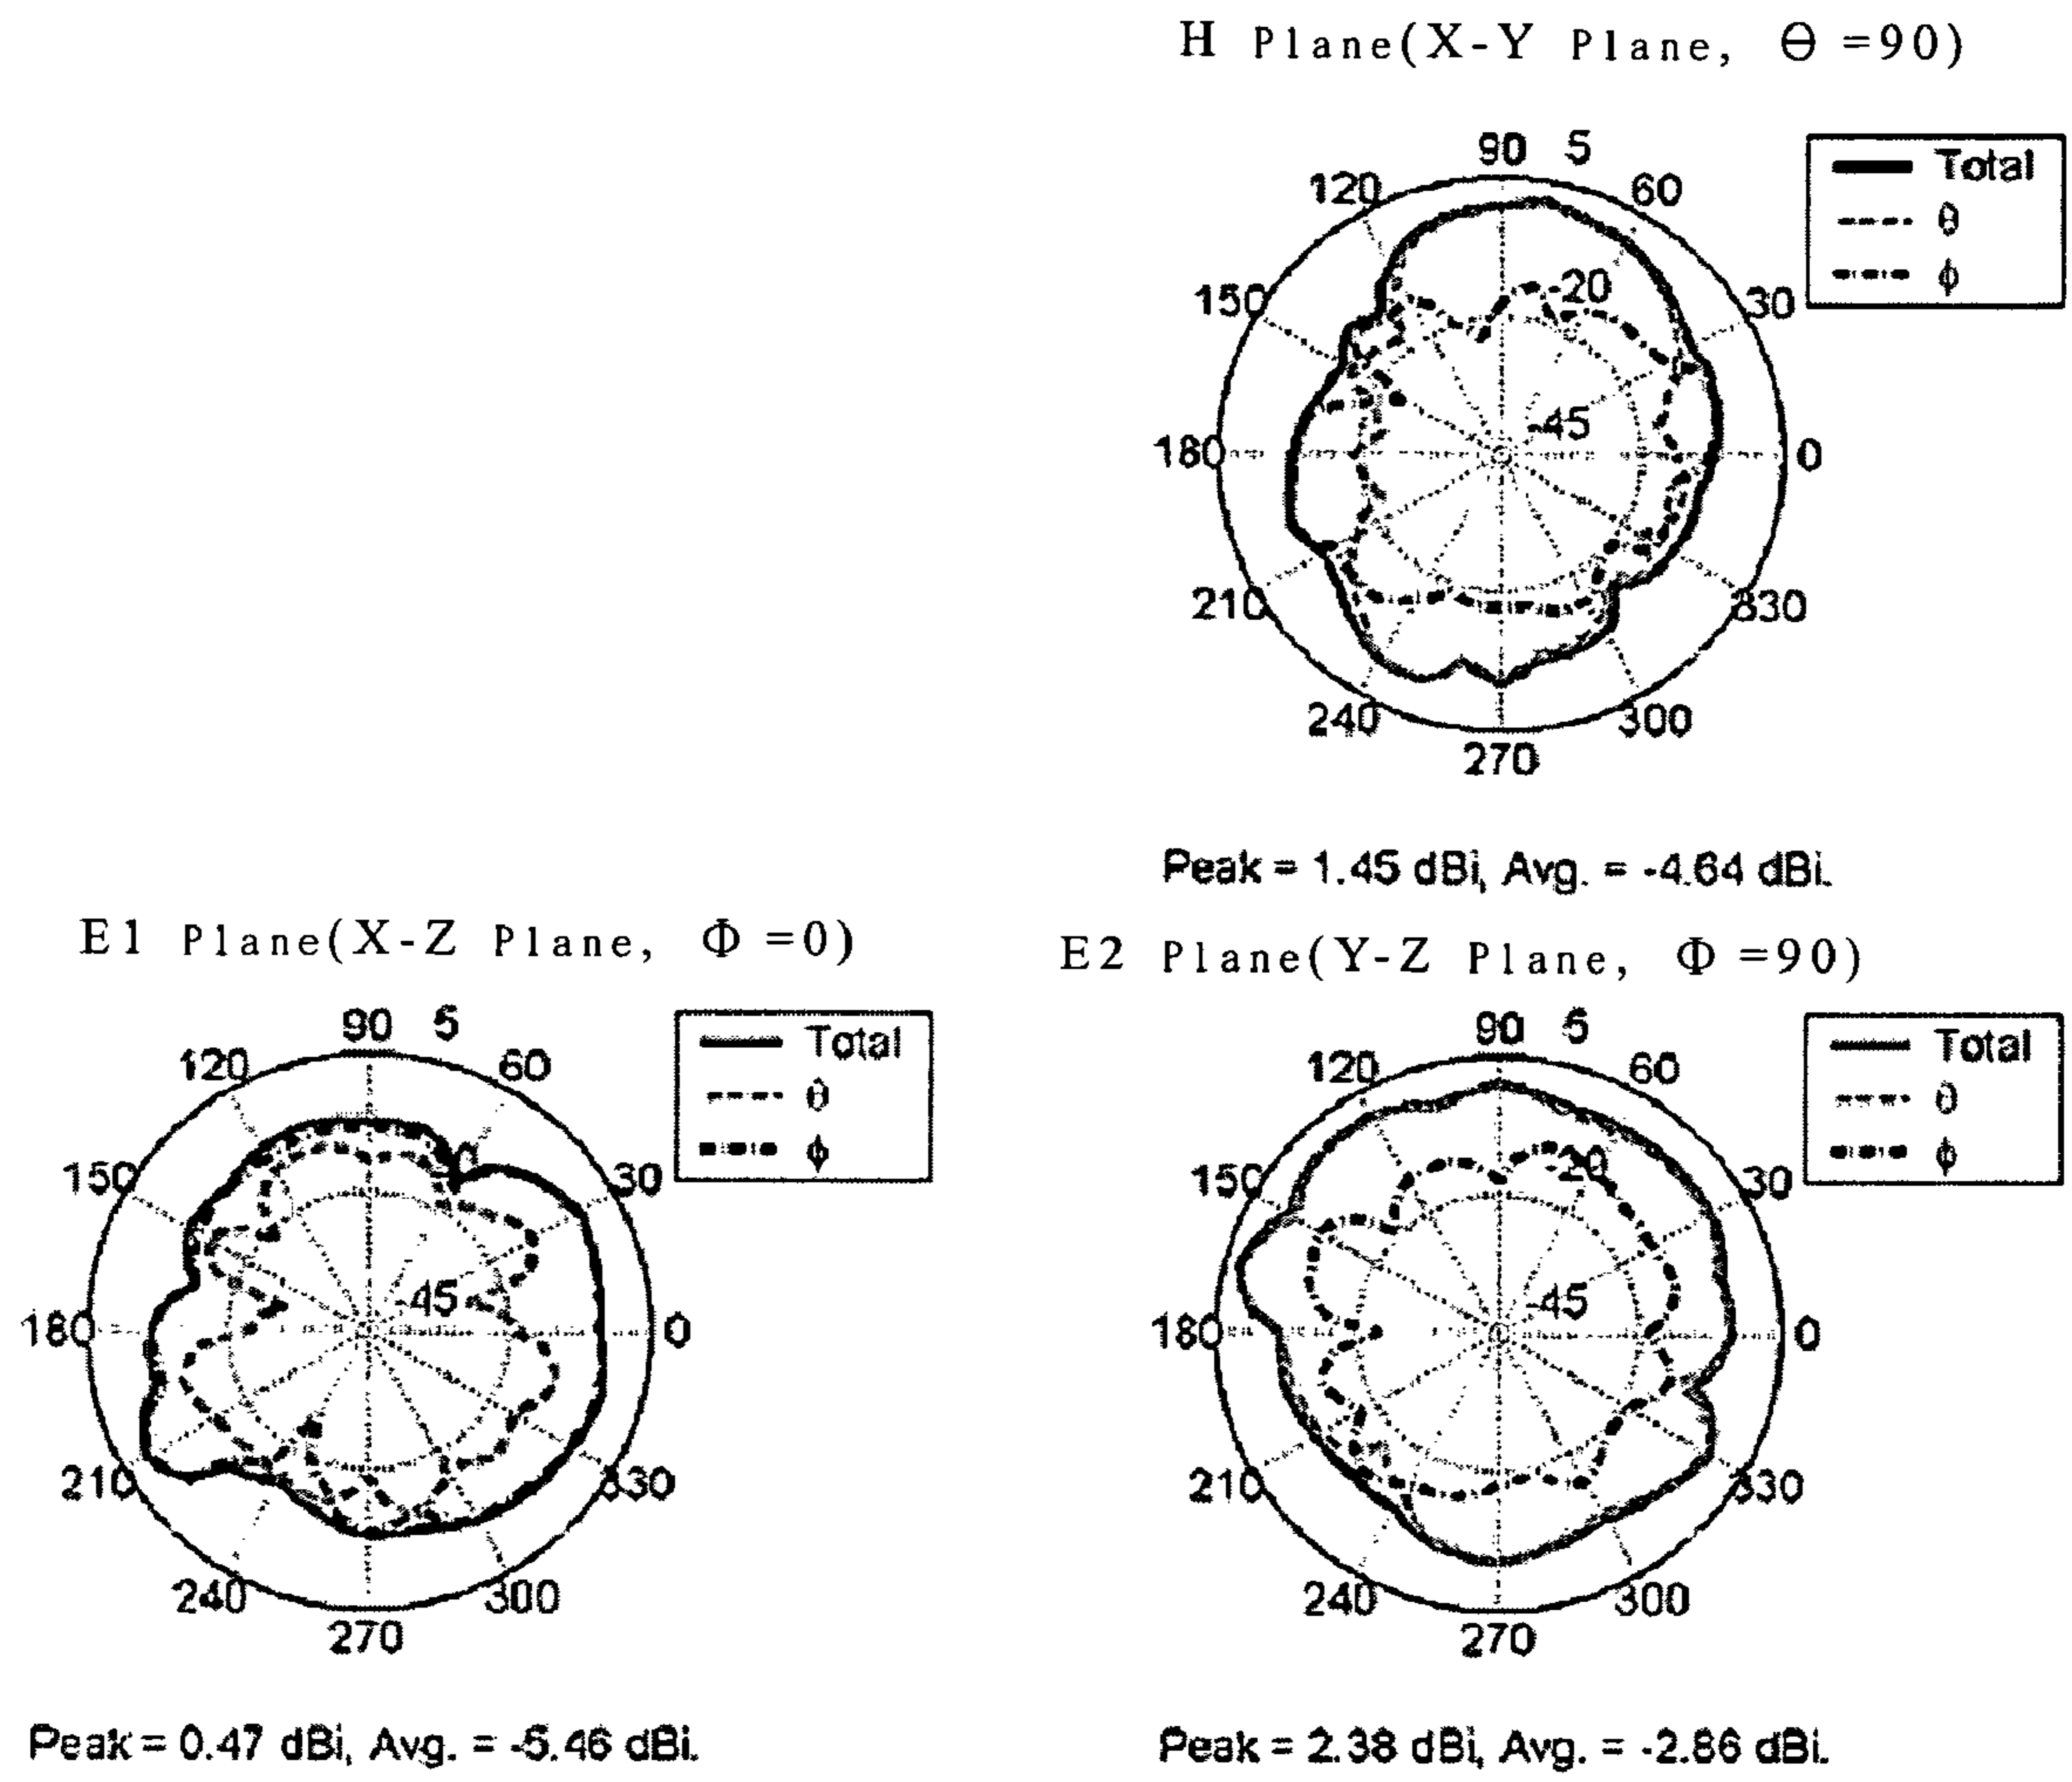 H Plane(X-Y Plane, Θ =90)
90 5
120 60
Total
θ
ϕ
150 -20 30
-45
180 0
210 330
240 300
270
Peak = 1.45 dBi, Avg. = -4.64 dBi.
E1 Plane(X-Z Plane, Φ =0)
90 5
120 60
Total
θ
ϕ
150 30
-45
180 0
210 330
240 300
270
Peak = 0.47 dBi, Avg. = -5.46 dBi.
E2 Plane(Y-Z Plane, Φ =90)
90 5
120 60
Total
θ
ϕ
150 -20 30
-45
180 0
210 330
240 300
270
Peak = 2.38 dBi, Avg. = -2.86 dBi.